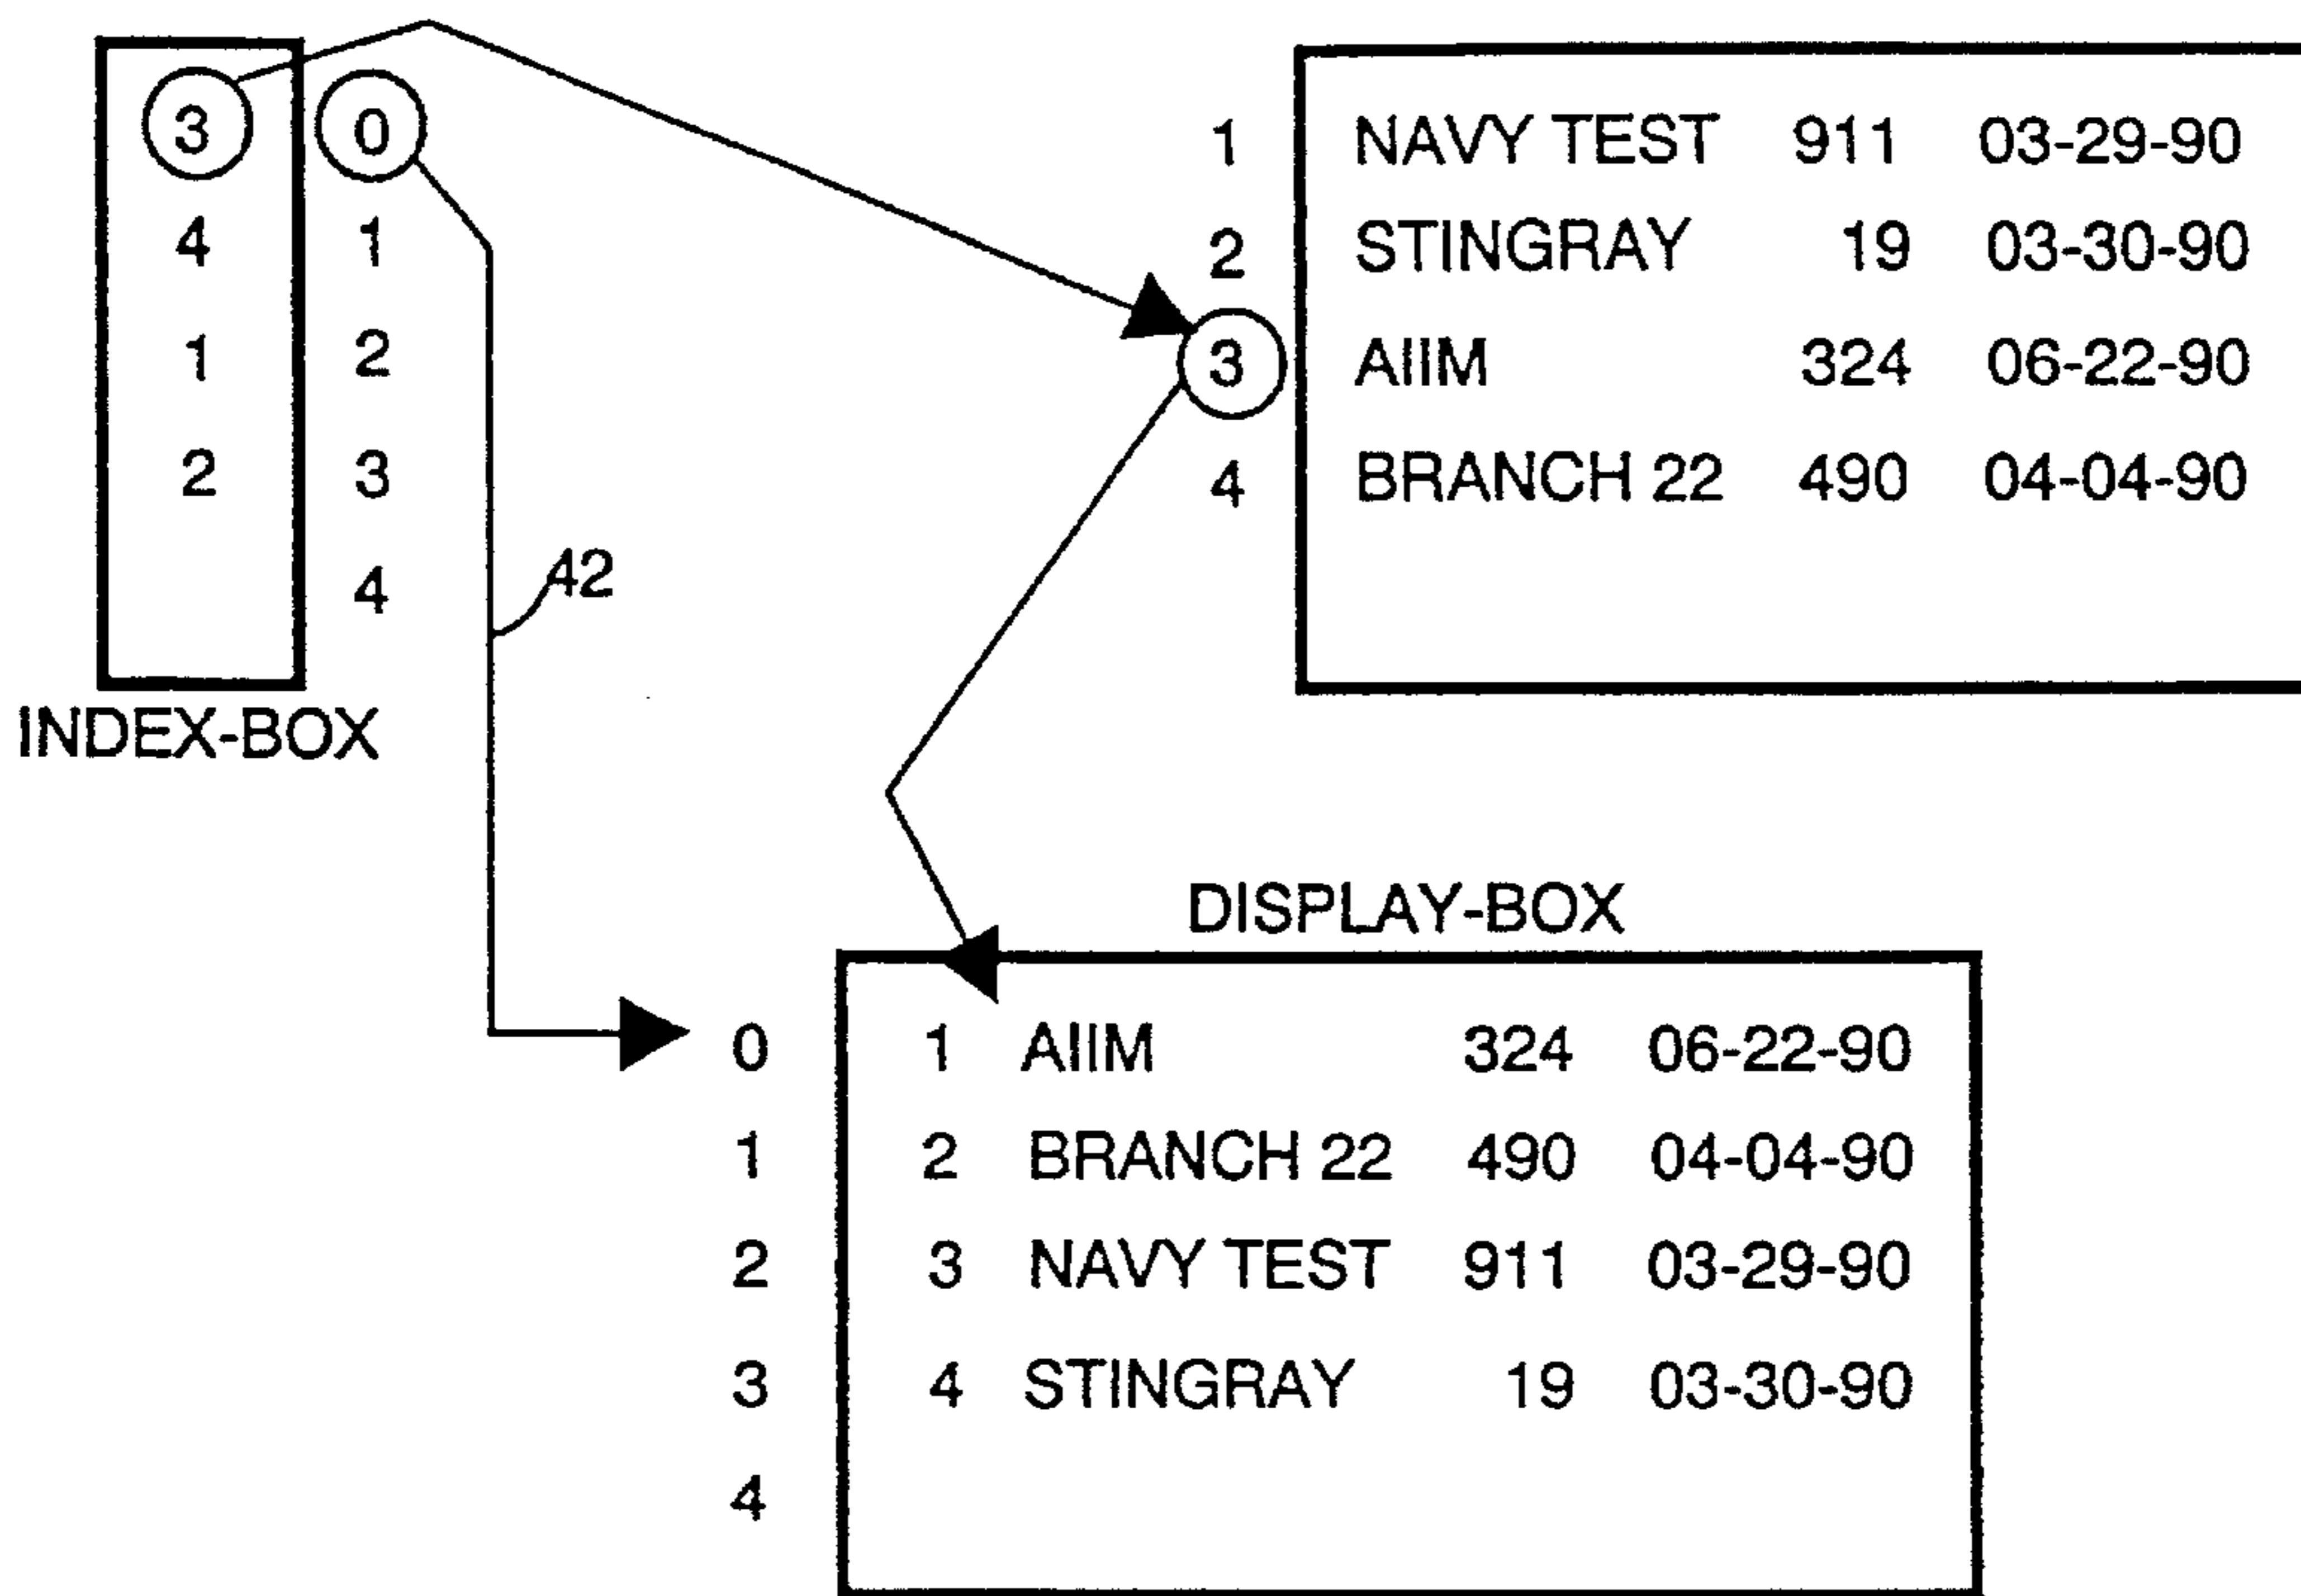 3 0
4 1
1 2
2 3
4
42
INDEX-BOX
1 NAVY TEST 911 03-29-90
2 STINGRAY 19 03-30-90
3 AIIM 324 06-22-90
4 BRANCH 22 490 04-04-90
DISPLAY-BOX
0 1 AIIM 324 06-22-90
1 2 BRANCH 22 490 04-04-90
2 3 NAVY TEST 911 03-29-90
3 4 STINGRAY 19 03-30-90
4